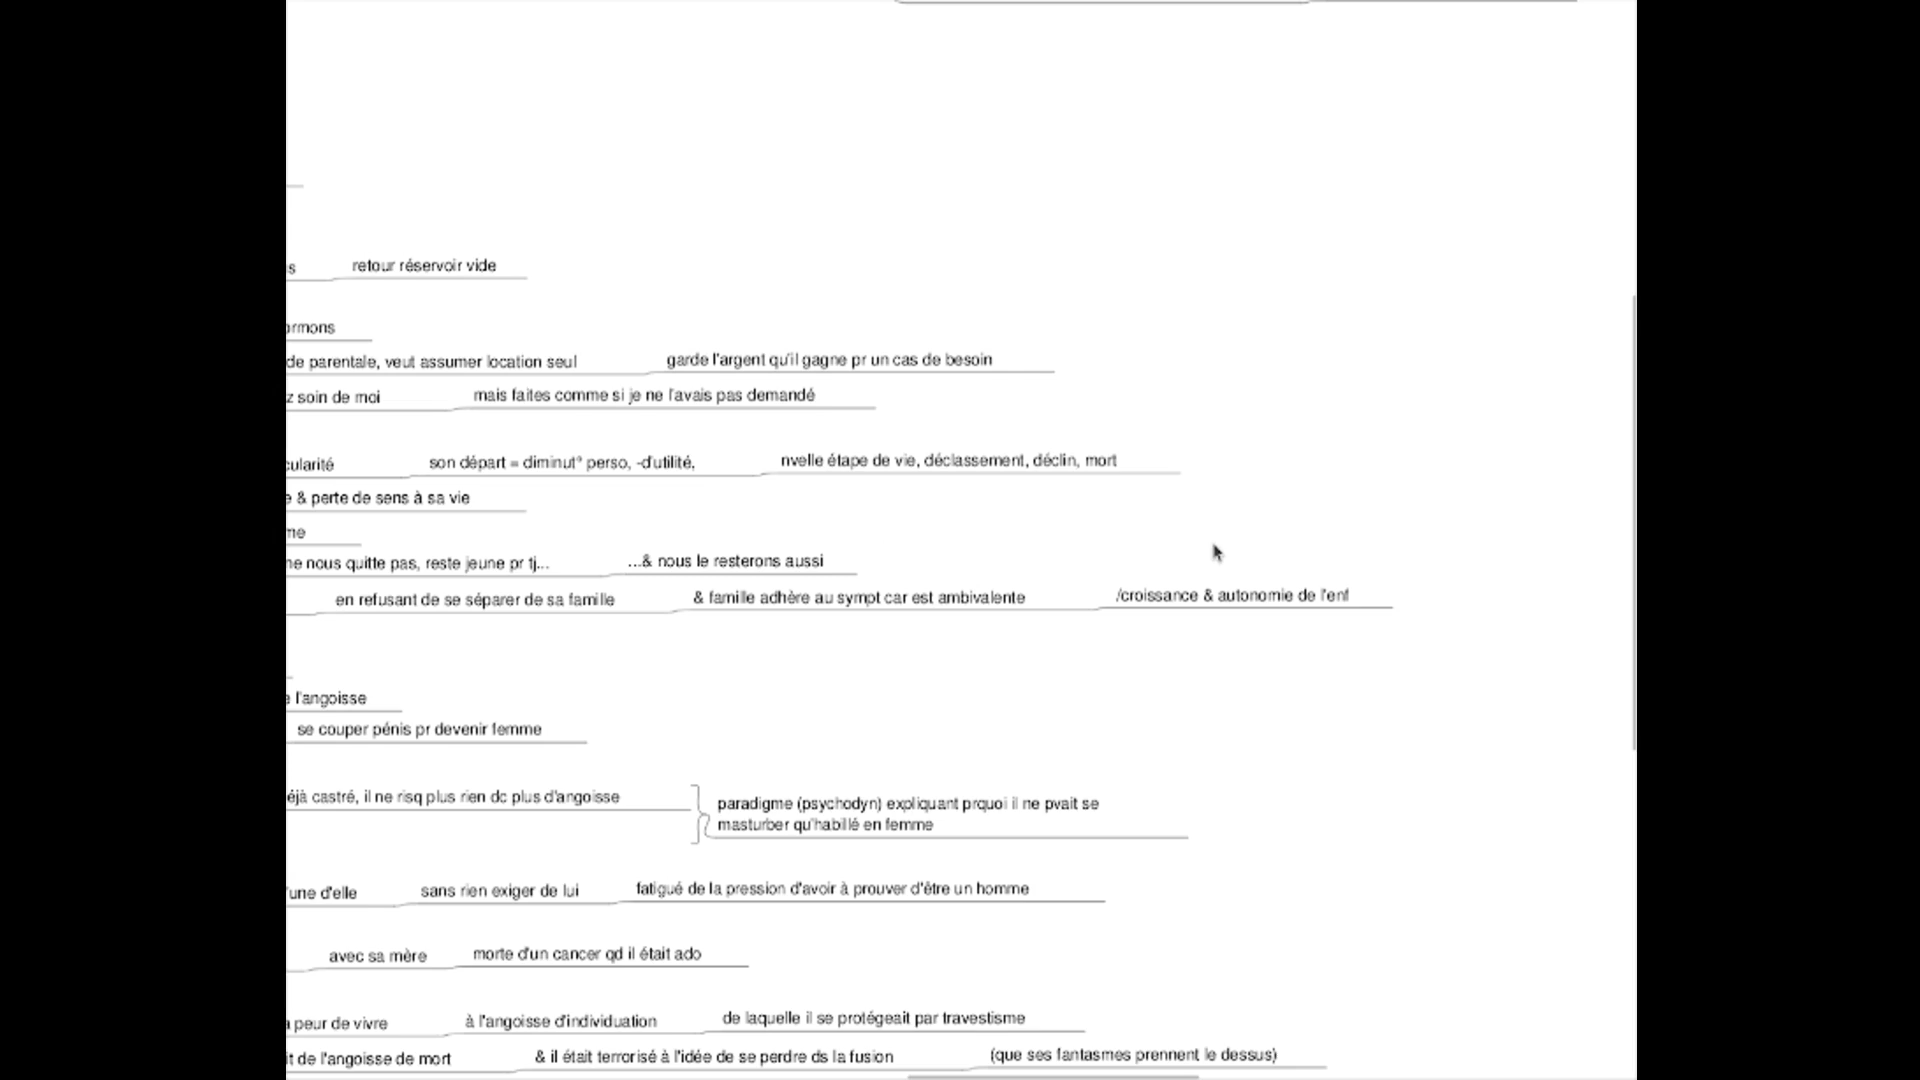 retour réservoir vide
de parentale, veut assumer location seul garde l'argent qu'il gagne pr un cas de besoin
z soin de moi mais faites comme si je ne l'avais pas demandé
son départ = diminut° perso, -d'utilité, nvelle étape de vie, déclassement, déclin, mort
& perte de sens à sa vie
ne nous quitte pas, reste jeune pr tj... ...& nous le resterons aussi
en refusant de se séparer de sa famille & famille adhère au sympt car est ambivalente /croissance & autonomie de l'enf
l'angoisse
se couper pénis pr devenir femme
éjà castré, il ne risq plus rien dc plus d'angoisse
paradigme (psychodyn) expliquant prquoi il ne pvait se
masturber qu'habillé en femme
'une d'elle sans rien exiger de lui fatigué de la pression d'avoir à prouver d'être un homme
avec sa mère morte d'un cancer qd il était ado
peur de vivre à l'angoisse d'individuation de laquelle il se protégeait par travestisme
it de l'angoisse de mort & il était terrorisé à l'idée de se perdre ds la fusion (que ses fantasmes prennent le dessus)